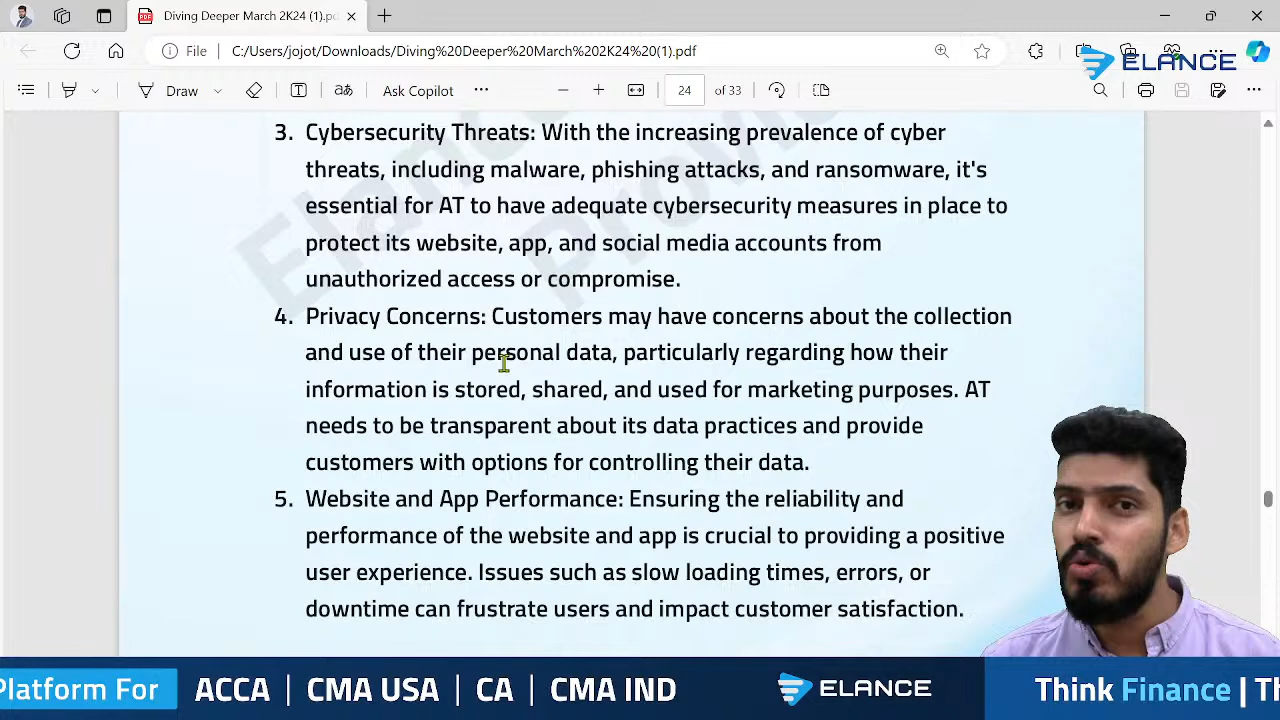 Diving Deeper March 2K24 (1).pd
File
C:/Users/jojot/Downloads/Diving%20Deeper%20March%202K24%20(1).pdf
ELANCE
Draw
Ask Copilot
24
of 33
3. Cybersecurity Threats: With the increasing prevalence of cyber
threats, including malware, phishing attacks, and ransomware, it's
essential for AT to have adequate cybersecurity measures in place to
protect its website, app, and social media accounts from
unauthorized access or compromise.
4. Privacy Concerns: Customers may have concerns about the collection
and use of their personal data, particularly regarding how their
information is stored, shared, and used for marketing purposes. AT
needs to be transparent about its data practices and provide
customers with options for controlling their data.
5. Website and App Performance: Ensuring the reliability and
performance of the website and app is crucial to providing a positive
user experience. Issues such as slow loading times, errors, or
downtime can frustrate users and impact customer satisfaction.
Platform For
ACCA | CMA USA | CA | CMA IND
ELANCE
Think Finance | Th